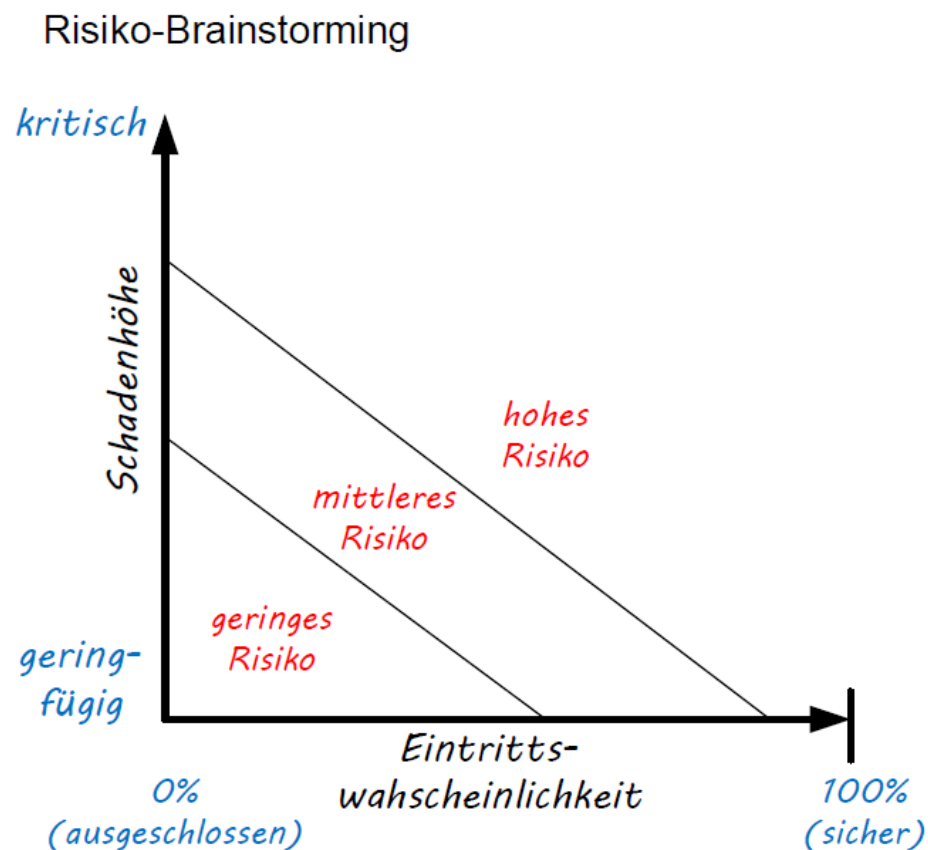 Risiko-Brainstorming
kritisch
Schadenhöhe
hohes
Risiko
mittleres
Risiko
geringes
Risiko
gering-
fügig
Eintritts-
wahscheinlichkeit
0%
(ausgeschlossen)
100%
(sicher)